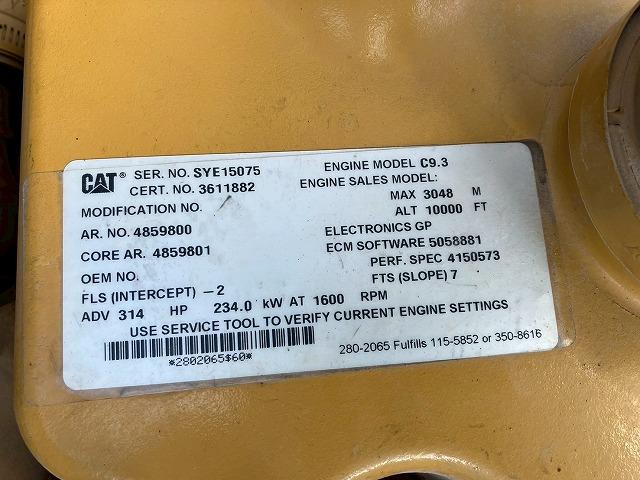 CAT® SER. NO. SYE15075 ENGINE MODEL C9.3
CERT. NO. 3611882 ENGINE SALES MODEL:
MODIFICATION NO. MAX 3048 M
ALT 10000 FT
AR. NO. 4859800 ELECTRONICS GP
CORE AR. 4859801 ECM SOFTWARE 5058881
OEM NO. PERF. SPEC 4150573
FLS (INTERCEPT) -2 FTS (SLOPE) 7
ADV 314 HP 234.0 kW AT 1600 RPM
USE SERVICE TOOL TO VERIFY CURRENT ENGINE SETTINGS
*2802065$60*
280-2065 Fulfills 115-5852 or 350-8616